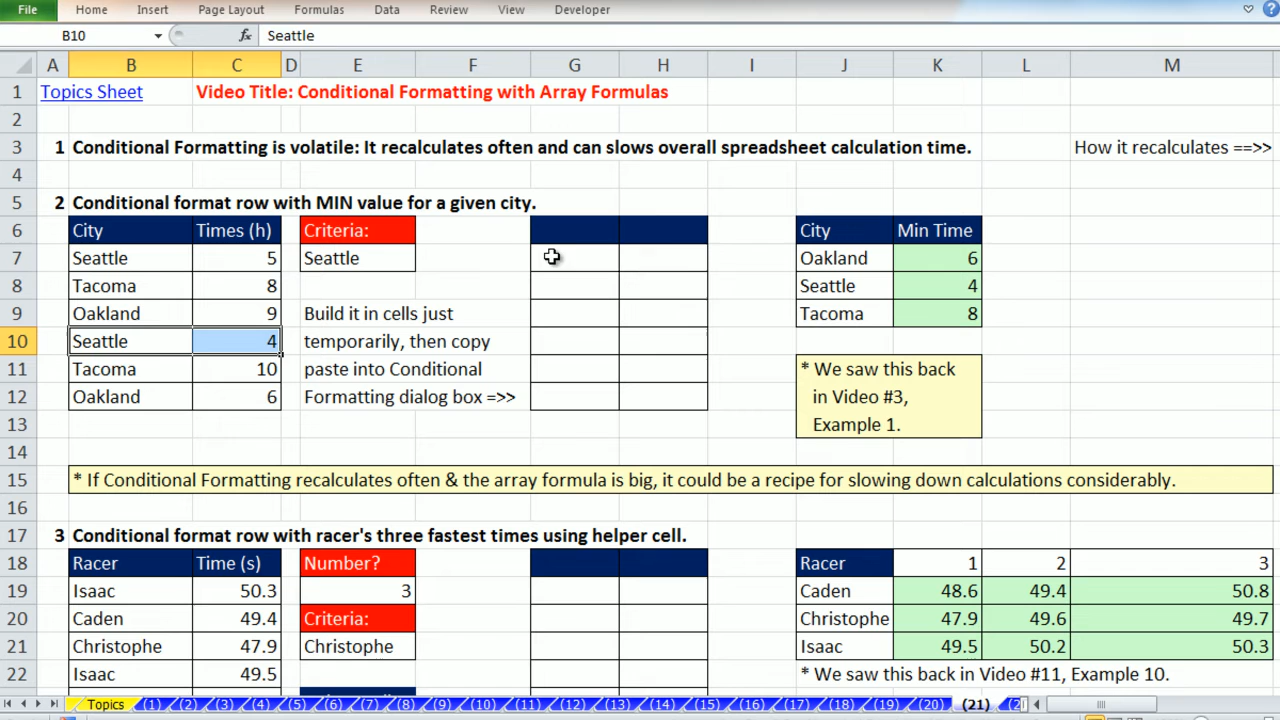 File Home Insert Page Layout Formulas Data Review View Developer
B10 fx Seattle
A B C D E F G H I J K L M
1 Topics Sheet Video Title: Conditional Formatting with Array Formulas
2
3 1 Conditional Formatting is volatile: It recalculates often and can slows overall spreadsheet calculation time. How it recalculates ==>>
4
5 2 Conditional format row with MIN value for a given city.
6 City Times (h) Criteria: City Min Time
7 Seattle 5 Seattle Oakland 6
8 Tacoma 8 Seattle 4
9 Oakland 9 Build it in cells just Tacoma 8
10 Seattle 4 temporarily, then copy
11 Tacoma 10 paste into Conditional * We saw this back
12 Oakland 6 Formatting dialog box =>> in Video #3,
13 Example 1.
14
15 * If Conditional Formatting recalculates often & the array formula is big, it could be a recipe for slowing down calculations considerably.
16
17 3 Conditional format row with racer's three fastest times using helper cell.
18 Racer Time (s) Number? Racer 1 2 3
19 Isaac 50.3 3 Caden 48.6 49.4 50.8
20 Caden 49.4 Criteria: Christophe 47.9 49.6 49.7
21 Christophe 47.9 Christophe Isaac 49.5 50.2 50.3
22 Isaac 49.5 * We saw this back in Video #11, Example 10.
Topics (1) (2) (3) (4) (5) (6) (7) (8) (9) (10) (11) (12) (13) (14) (15) (16) (17) (18) (19) (20) (21)